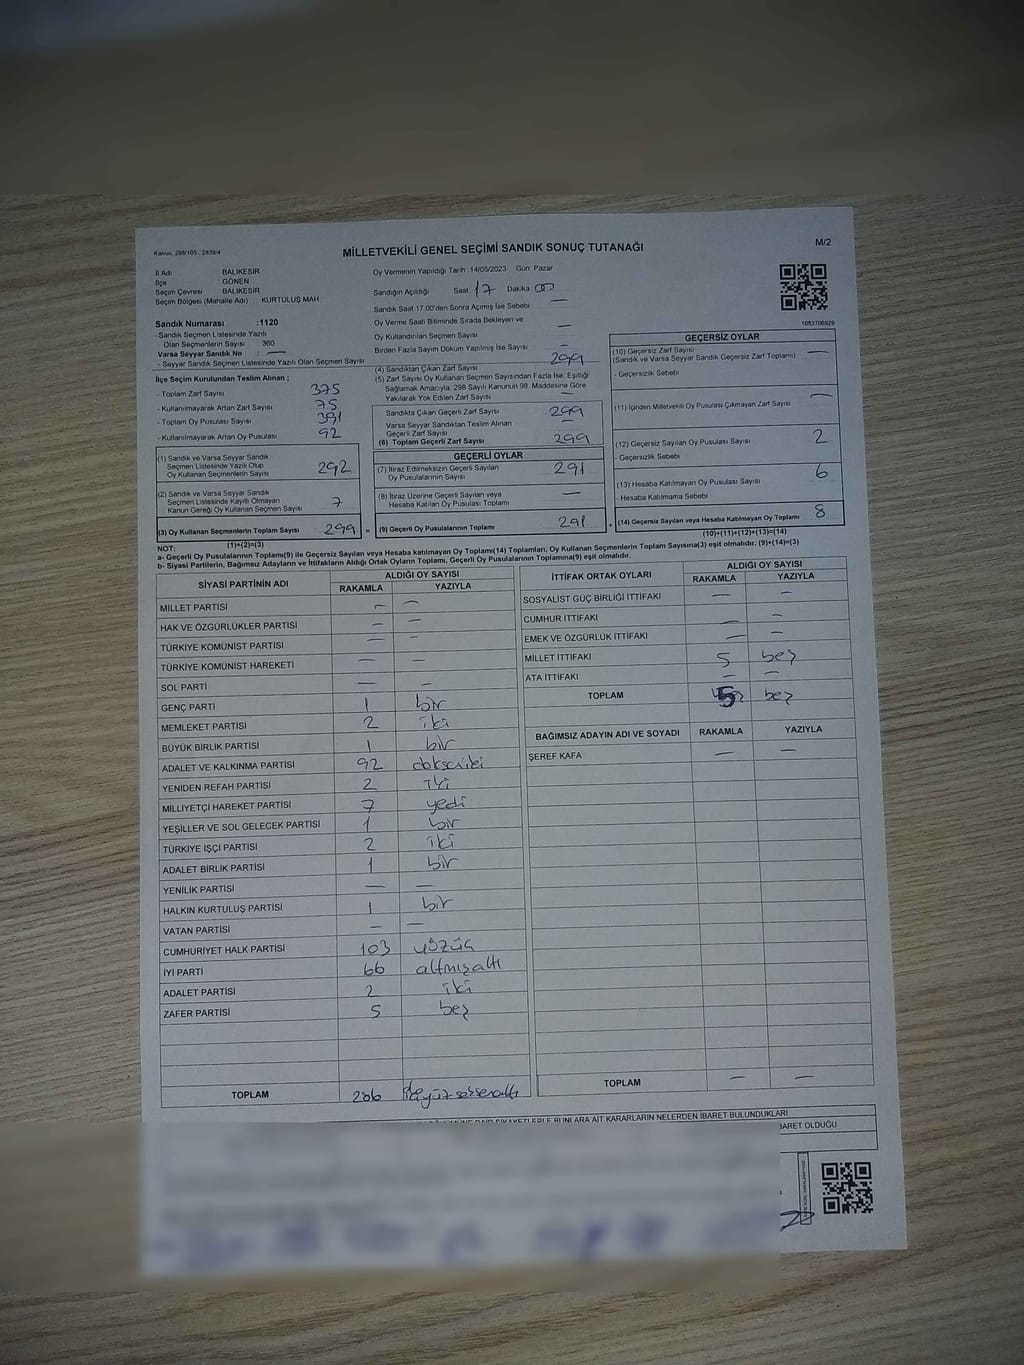 Kanun: 298/105 - 2839/4
MİLLETVEKİLİ GENEL SEÇİMİ SANDIK SONUÇ TUTANAĞI
M/2
İl Adı BALIKESİR
İlçe GÖNEN
Seçim Çevresi BALIKESİR
Seçim Bölgesi (Mahalle Adı) KURTULUŞ MAH.
Sandık Numarası :1120
- Sandık Seçmen Listesinde Yazılı
Olan Seçmenlerin Sayısı 360
Varsa Seyyar Sandık No : —
- Seyyar Sandık Seçmen Listesinde Yazılı Olan Seçmen Sayısı
İlçe Seçim Kurulundan Teslim Alınan :
- Toplam Zarf Sayısı 375
- Kullanılmayarak Artan Zarf Sayısı 75
- Toplam Oy Pusulası Sayısı 391
- Kullanılmayarak Artan Oy Pusulası 92
(1) Sandık ve Varsa Seyyar Sandık
Seçmen Listesinde Yazılı Olup
Oy Kullanan Seçmenlerin Sayısı 292
(2) Sandık ve Varsa Seyyar Sandık
Seçmen Listesinde Kayıtlı Olmayan
Kanun Gereği Oy Kullanan Seçmen Sayısı 7
(3) Oy Kullanan Seçmenlerin Toplam Sayısı 299 =
(1)+(2)=(3)
Oy Vermenin Yapıldığı Tarih 14/05/2023 Gün Pazar
Sandığın Açıldığı Saat 17 Dakika 00
Sandık Saat 17.00'den Sonra Açılmış İse Sebebi —
Oy Verme Saati Bitiminde Sırada Bekleyen ve
Oy Kullandırılan Seçmen Sayısı —
Birden Fazla Sayım Döküm Yapılmış İse Sayısı —
(4) Sandıktan Çıkan Zarf Sayısı 299
(5) Zarf Sayısı Oy Kullanan Seçmen Sayısından Fazla İse, Eşitliği
Sağlamak Amacıyla; 298 Sayılı Kanunun 98. Maddesine Göre
Yakılarak Yok Edilen Zarf Sayısı —
Sandıkta Çıkan Geçerli Zarf Sayısı 299
Varsa Seyyar Sandıktan Teslim Alınan
Geçerli Zarf Sayısı —
(6) Toplam Geçerli Zarf Sayısı 299
GEÇERLİ OYLAR
(7) İtiraz Edilmeksizin Geçerli Sayılan
Oy Pusulalarının Sayısı 291
(8) İtiraz Üzerine Geçerli Sayılan veya
Hesaba Katılan Oy Pusulası Toplamı —
(9) Geçerli Oy Pusulalarının Toplamı 291 +
1083706929
GEÇERSİZ OYLAR
(10) Geçersiz Zarf Sayısı —
(Sandık ve Varsa Seyyar Sandık Geçersiz Zarf Toplamı)
- Geçersizlik Sebebi
(11) İçinden Milletvekili Oy Pusulası Çıkmayan Zarf Sayısı —
(12) Geçersiz Sayılan Oy Pusulası Sayısı 2
- Geçersizlik Sebebi
(13) Hesaba Katılmayan Oy Pusulası Sayısı 6
- Hesaba Katılmama Sebebi
(14) Geçersiz Sayılan veya Hesaba Katılmayan Oy Toplamı 8
(10)+(11)+(12)+(13)=(14)
NOT:
a- Geçerli Oy Pusulalarının Toplamı(9) ile Geçersiz Sayılan veya Hesaba katılmayan Oy Toplamı(14) Toplamları, Oy Kullanan Seçmenlerin Toplam Sayısına(3) eşit olmalıdır. (9)+(14)=(3)
b- Siyasi Partilerin, Bağımsız Adayların ve İttifakların Aldığı Ortak Oyların Toplamı, Geçerli Oy Pusulalarının Toplamına(9) eşit olmalıdır.
SİYASİ PARTİNİN ADI ALDIĞI OY SAYISI
RAKAMLA YAZIYLA
MİLLET PARTİSİ — —
HAK VE ÖZGÜRLÜKLER PARTİSİ — —
TÜRKİYE KOMÜNİST PARTİSİ — —
TÜRKİYE KOMÜNİST HAREKETİ — —
SOL PARTİ — —
GENÇ PARTİ 1 bir
MEMLEKET PARTİSİ 2 iki
BÜYÜK BİRLİK PARTİSİ 1 bir
ADALET VE KALKINMA PARTİSİ 92 doksaniki
YENİDEN REFAH PARTİSİ 2 iki
MİLLİYETÇİ HAREKET PARTİSİ 7 yedi
YEŞİLLER VE SOL GELECEK PARTİSİ 1 bir
TÜRKİYE İŞÇİ PARTİSİ 2 iki
ADALET BİRLİK PARTİSİ 1 bir
YENİLİK PARTİSİ — —
HALKIN KURTULUŞ PARTİSİ 1 bir
VATAN PARTİSİ — —
CUMHURİYET HALK PARTİSİ 103 yüzüç
İYİ PARTİ 66 altmışaltı
ADALET PARTİSİ 2 iki
ZAFER PARTİSİ 5 beş
TOPLAM 286 ikiyüzseksenaltı
İTTİFAK ORTAK OYLARI ALDIĞI OY SAYISI
RAKAMLA YAZIYLA
SOSYALİST GÜÇ BİRLİĞİ İTTİFAKI — —
CUMHUR İTTİFAKI — —
EMEK VE ÖZGÜRLÜK İTTİFAKI — —
MİLLET İTTİFAKI 5 beş
ATA İTTİFAKI — —
TOPLAM 5 beş
BAĞIMSIZ ADAYIN ADI VE SOYADI RAKAMLA YAZIYLA
ŞEREF KAFA — —
TOPLAM — —
ŞİKAYETLERLE BUNLARA AİT KARARLARIN NELERDEN İBARET BULUNDUKLARI
İBARET OLDUĞU